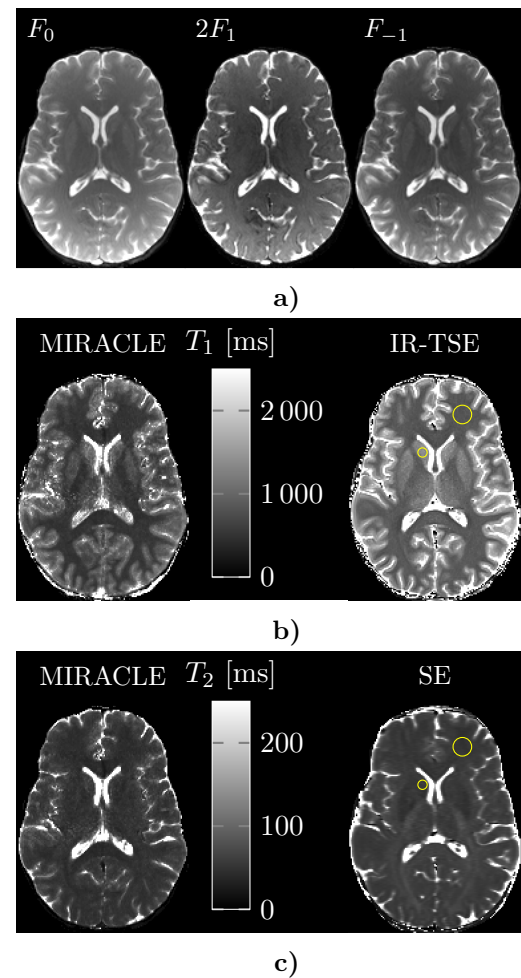 F₀ 2F₁ F₋₁
a)
MIRACLE T₁ [ms] IR-TSE
2 000
1 000
0
b)
MIRACLE T₂ [ms] SE
200
100
0
c)